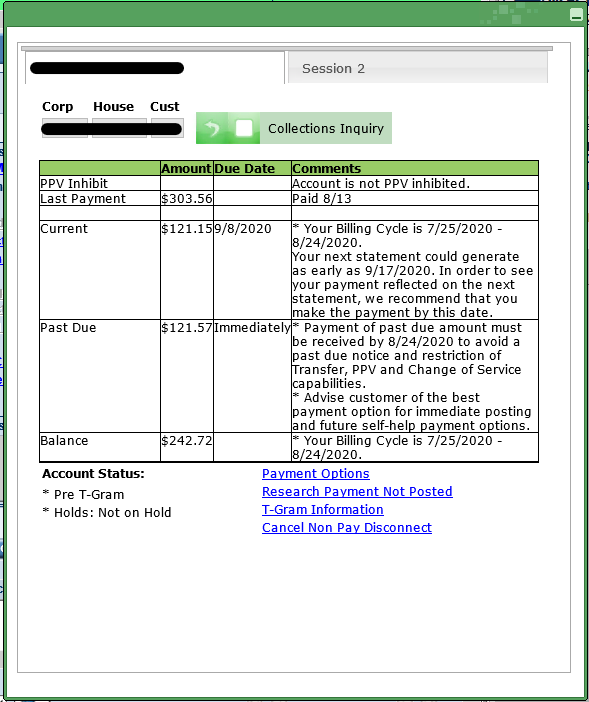 Session 2
Corp House Cust
Collections Inquiry
Amount Due Date Comments
PPV Inhibit Account is not PPV inhibited.
Last Payment $303.56 Paid 8/13
Current $121.15 9/8/2020 * Your Billing Cycle is 7/25/2020 -
8/24/2020.
Your next statement could generate
as early as 9/17/2020. In order to see
your payment reflected on the next
statement, we recommend that you
make the payment by this date.
Past Due $121.57 Immediately * Payment of past due amount must
be received by 8/24/2020 to avoid a
past due notice and restriction of
Transfer, PPV and Change of Service
capabilities.
* Advise customer of the best
payment option for immediate posting
and future self-help payment options.
Balance $242.72 * Your Billing Cycle is 7/25/2020 -
8/24/2020.
Account Status:
* Pre T-Gram
* Holds: Not on Hold
Payment Options
Research Payment Not Posted
T-Gram Information
Cancel Non Pay Disconnect